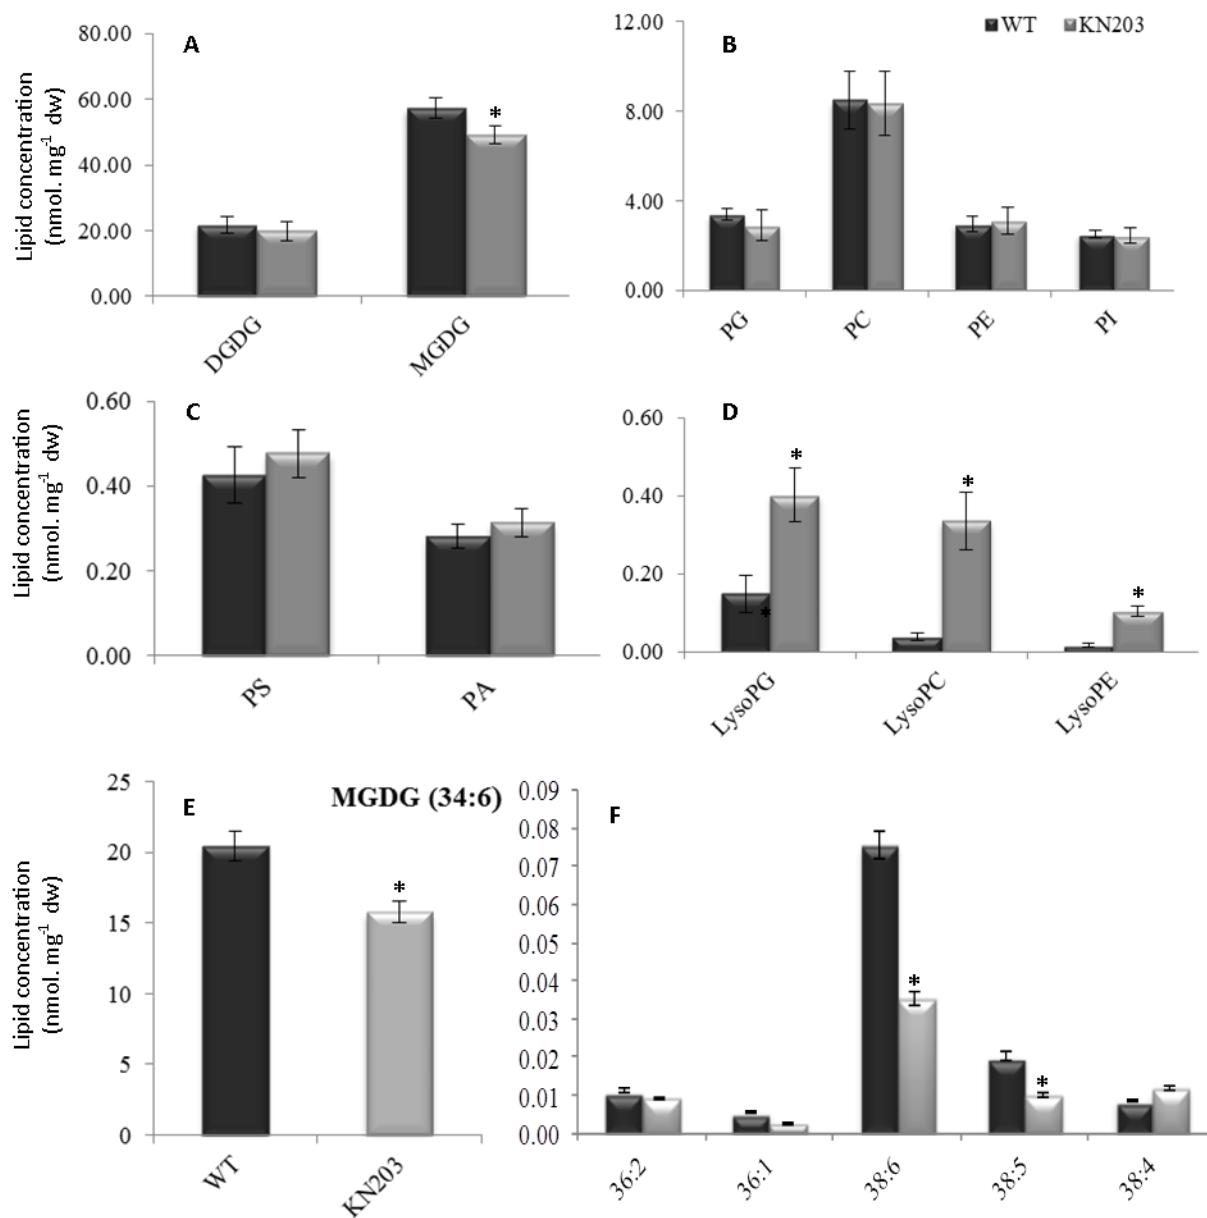 A
80.00
60.00
40.00
20.00
0.00
Lipid concentration
(nmol. mg-1 dw)
*
DGDG
MGDG
B
WT
KN203
12.00
8.00
4.00
0.00
PG
PC
PE
PI
C
0.60
0.40
0.20
0.00
Lipid concentration
(nmol. mg-1 dw)
PS
PA
D
0.60
0.40
0.20
0.00
*
*
*
*
LysoPG
LysoPC
LysoPE
E
MGDG (34:6)
25
20
15
10
5
0
Lipid concentration
(nmol. mg-1 dw)
*
WT
KN203
F
0.09
0.08
0.07
0.06
0.05
0.04
0.03
0.02
0.01
0.00
*
*
36:2
36:1
38:6
38:5
38:4